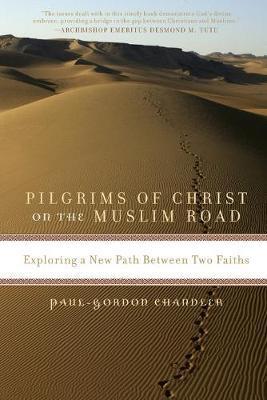 "The issues dealt with in this timely book demonstrate God's divine
embrace, providing a bridge in the gap between Christians and Muslims."
—ARCHBISHOP EMERITUS DESMOND M. TUTU
PILGRIMS OF CHRIST
ON THE MUSLIM ROAD
Exploring a New Path Between Two Faiths
PAUL-GORDON CHANDLER